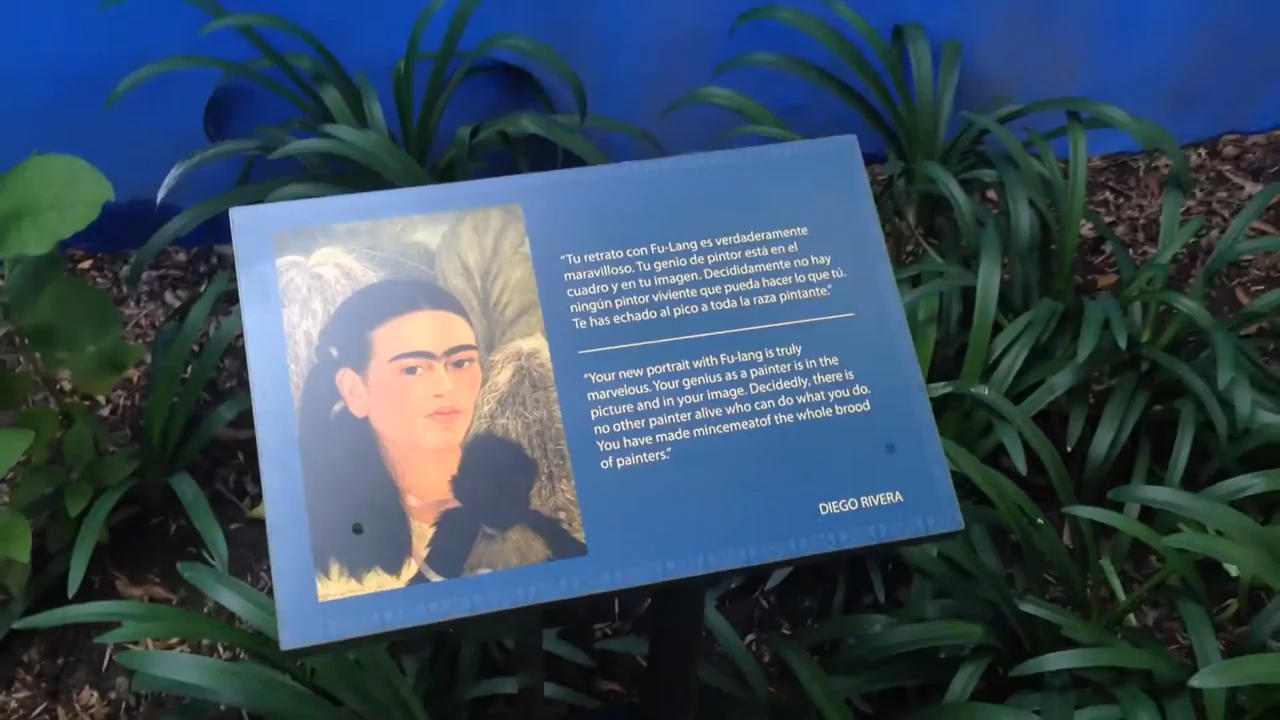 “Tu retrato con Fu-Lang es verdaderamente
maravilloso. Tu genio de pintor está en el
cuadro y en tu imagen. Decididamente no hay
ningún pintor viviente que pueda hacer lo que tú.
Te has echado al pico a toda la raza pintante.”
“Your new portrait with Fu-lang is truly
marvelous. Your genius as a painter is in the
picture and in your image. Decidedly, there is
no other painter alive who can do what you do.
You have made mincemeatof the whole brood
of painters.”
DIEGO RIVERA